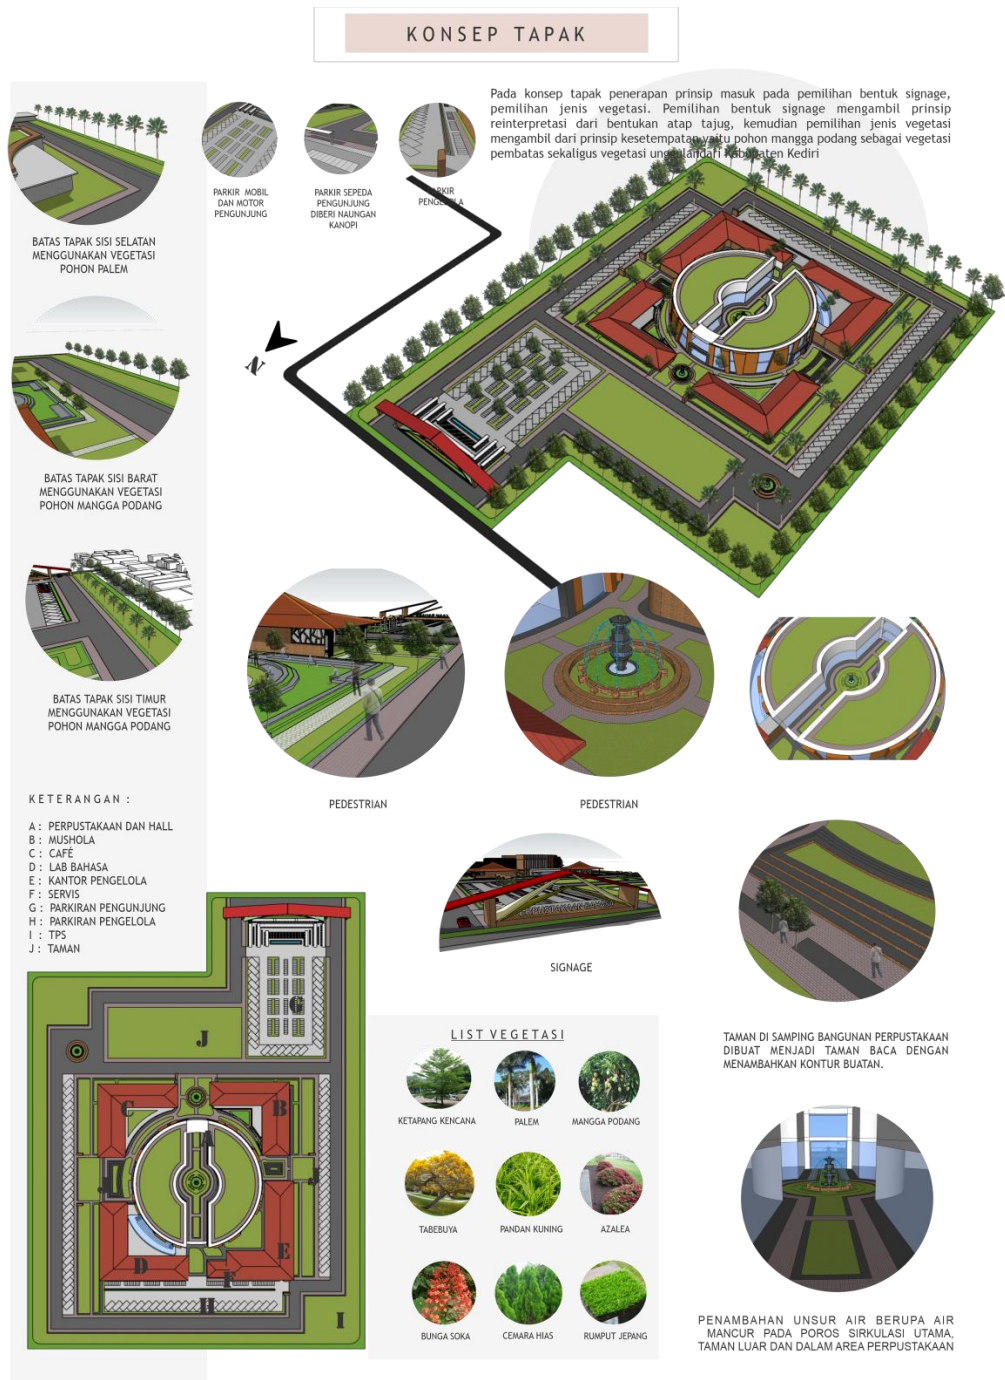 KONSEP TAPAK
Pada konsep tapak penerapan prinsip masuk pada pemilihan bentuk signage,
pemilihan jenis vegetasi. Pemilihan bentuk signage mengambil prinsip
reinterpretasi dari bentukan atap tajug, kemudian pemilihan jenis vegetasi
mengambil dari prinsip kesetempatan yaitu pohon mangga podang sebagai vegetasi
pembatas sekaligus vegetasi unggulandari Kabupaten Kediri
PARKIR MOBIL
DAN MOTOR
PENGUNJUNG
PARKIR SEPEDA
PENGUNJUNG
DIBERI NAUNGAN
KANOPI
PARKIR
PENGELOLA
BATAS TAPAK SISI SELATAN
MENGGUNAKAN VEGETASI
POHON PALEM
N
BATAS TAPAK SISI BARAT
MENGGUNAKAN VEGETASI
POHON MANGGA PODANG
BATAS TAPAK SISI TIMUR
MENGGUNAKAN VEGETASI
POHON MANGGA PODANG
PEDESTRIAN
PEDESTRIAN
KETERANGAN :
A : PERPUSTAKAAN DAN HALL
B : MUSHOLA
C : CAFÉ
D : LAB BAHASA
E : KANTOR PENGELOLA
F : SERVIS
G : PARKIRAN PENGUNJUNG
H : PARKIRAN PENGELOLA
I : TPS
J : TAMAN
PERPUSTAKAAN
SIGNAGE
TAMAN DI SAMPING BANGUNAN PERPUSTAKAAN
DIBUAT MENJADI TAMAN BACA DENGAN
MENAMBAHKAN KONTUR BUATAN.
G
J
C
B
A
J
J
D
E
F
H
I
LIST VEGETASI
KETAPANG KENCANA
PALEM
MANGGA PODANG
TABEBUYA
PANDAN KUNING
AZALEA
BUNGA SOKA
CEMARA HIAS
RUMPUT JEPANG
PENAMBAHAN UNSUR AIR BERUPA AIR
MANCUR PADA POROS SIRKULASI UTAMA,
TAMAN LUAR DAN DALAM AREA PERPUSTAKAAN